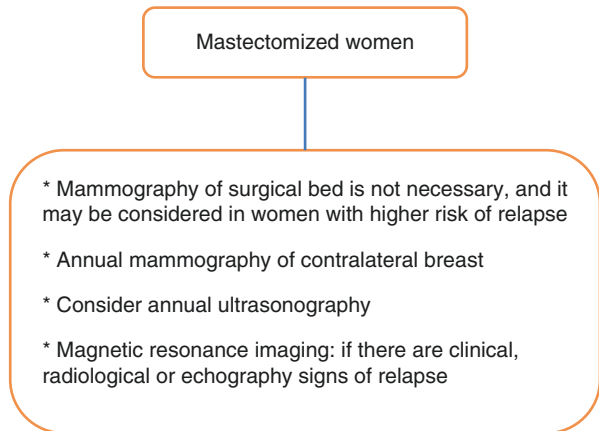 Mastectomized women
* Mammography of surgical bed is not necessary, and it
may be considered in women with higher risk of relapse
* Annual mammography of contralateral breast
* Consider annual ultrasonography
* Magnetic resonance imaging: if there are clinical,
radiological or echography signs of relapse